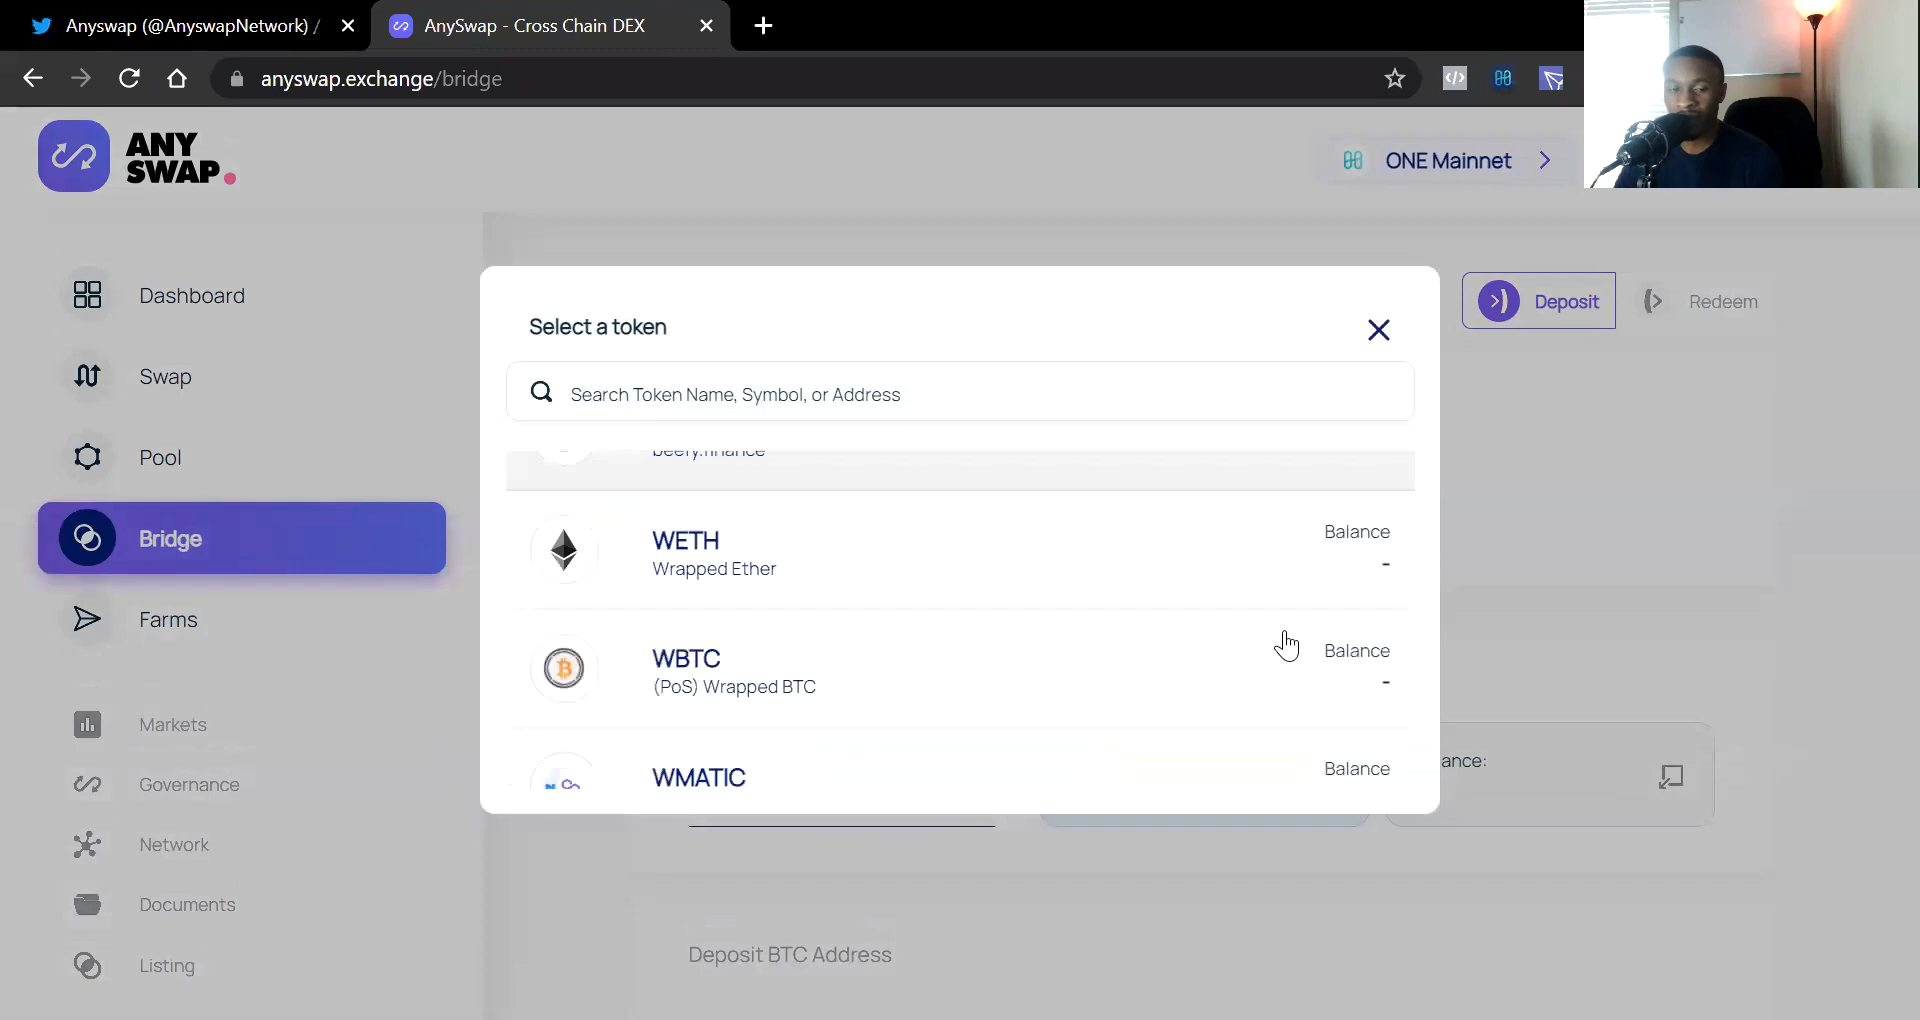 Anyswap (@AnyswapNetwork) /
AnySwap - Cross Chain DEX
anyswap.exchange/bridge
ANY
SWAP
ONE Mainnet
Dashboard
Swap
Pool
Bridge
Farms
Markets
Governance
Network
Documents
Listing
Deposit
Redeem
Select a token
Search Token Name, Symbol, or Address
beefy.finance
WETH
Wrapped Ether
Balance
-
WBTC
(PoS) Wrapped BTC
Balance
-
WMATIC
Balance
ance:
Deposit BTC Address